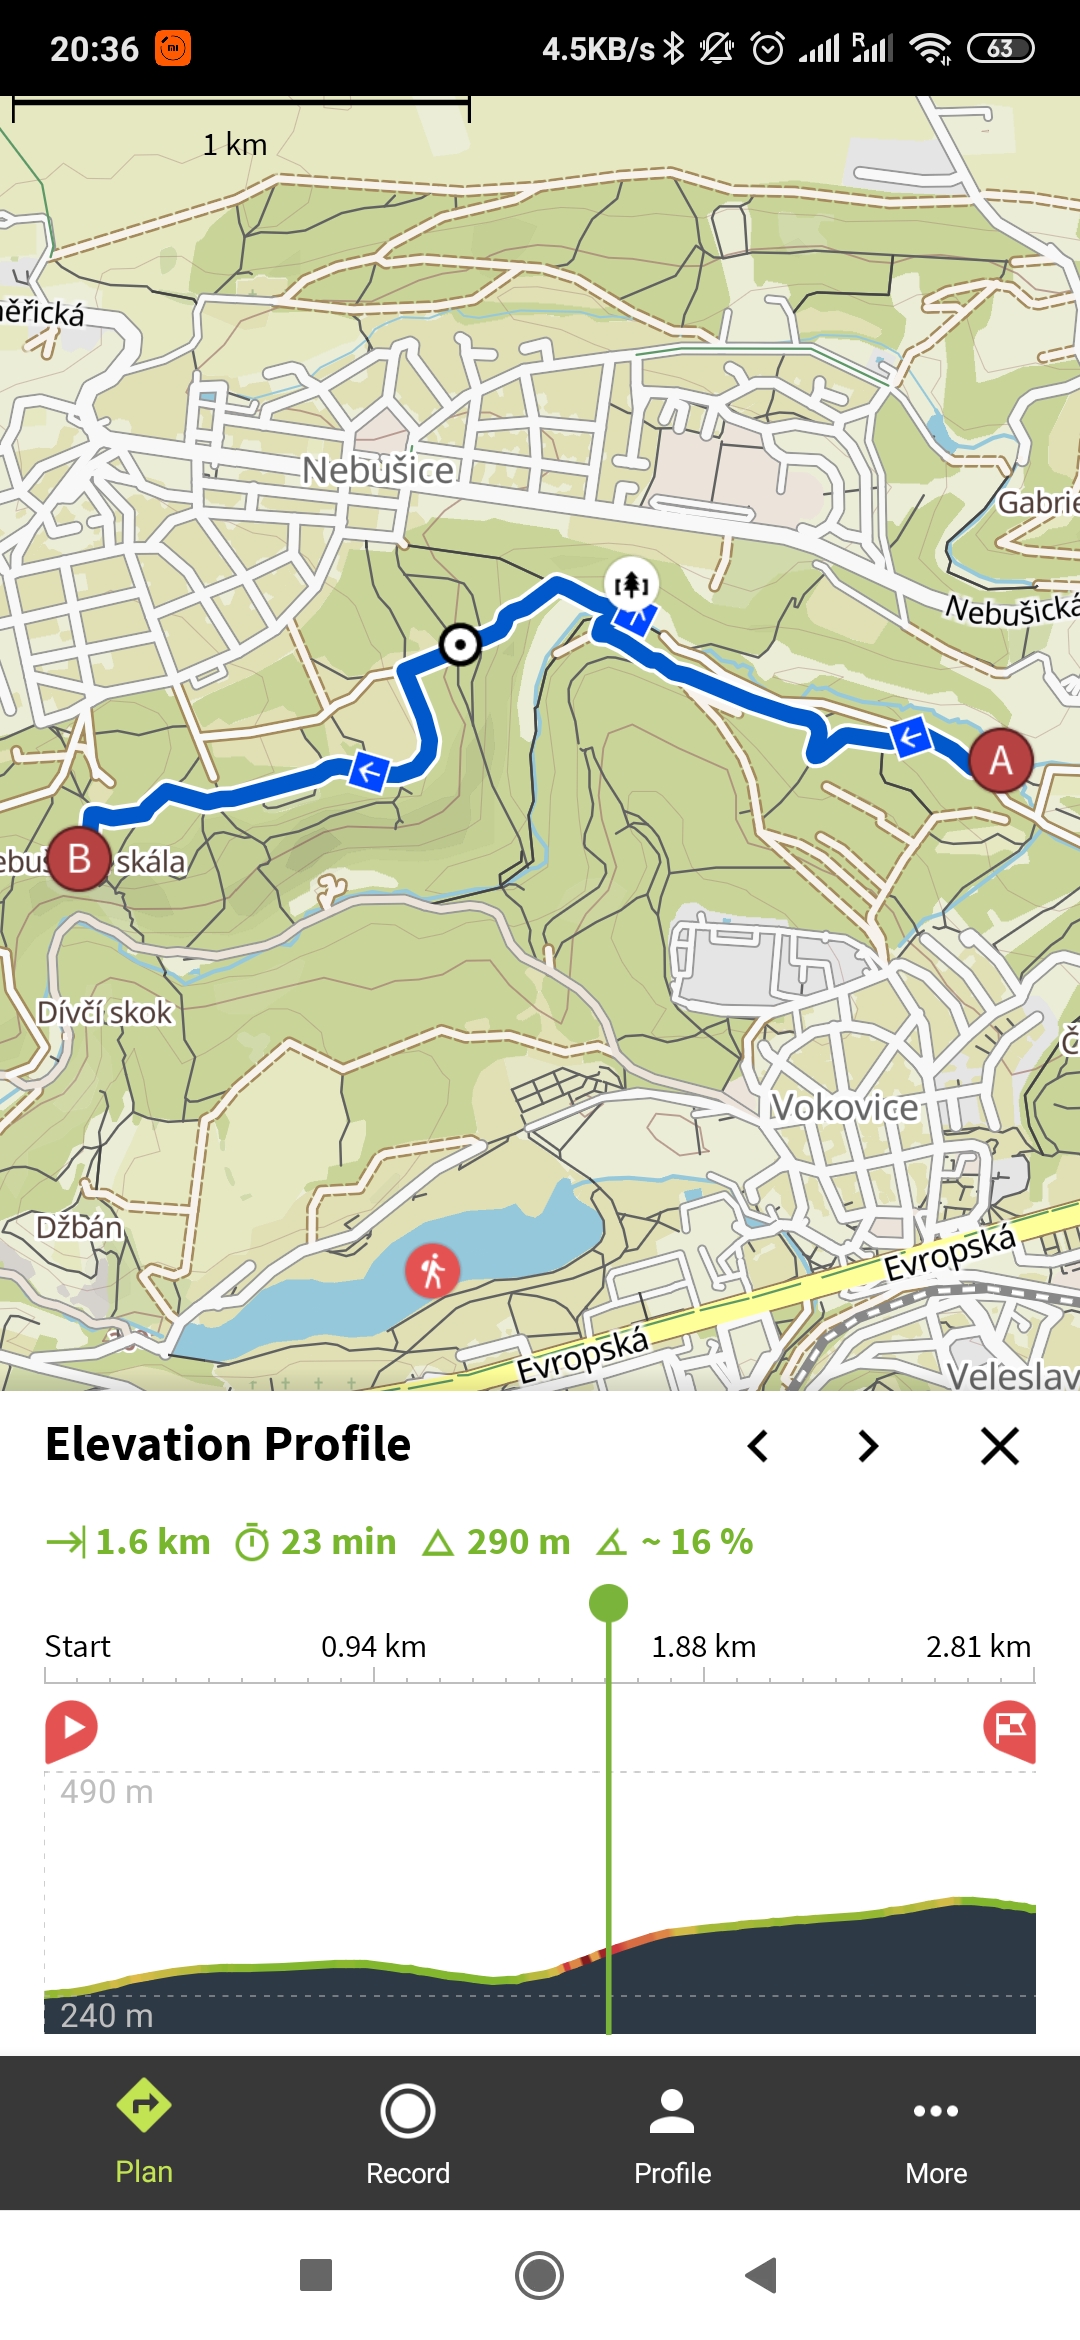 20:36
4.5KB/s
R
63
1 km
ěřická
Nebušice
Gabrie
Nebušická
A
B
skála
Dívčí skok
Č
Vokovice
Džbán
Evropská
Evropská
Veleslav
Elevation Profile
1.6 km 23 min 290 m ~ 16 %
Start 0.94 km 1.88 km 2.81 km
490 m
240 m
Plan Record Profile More